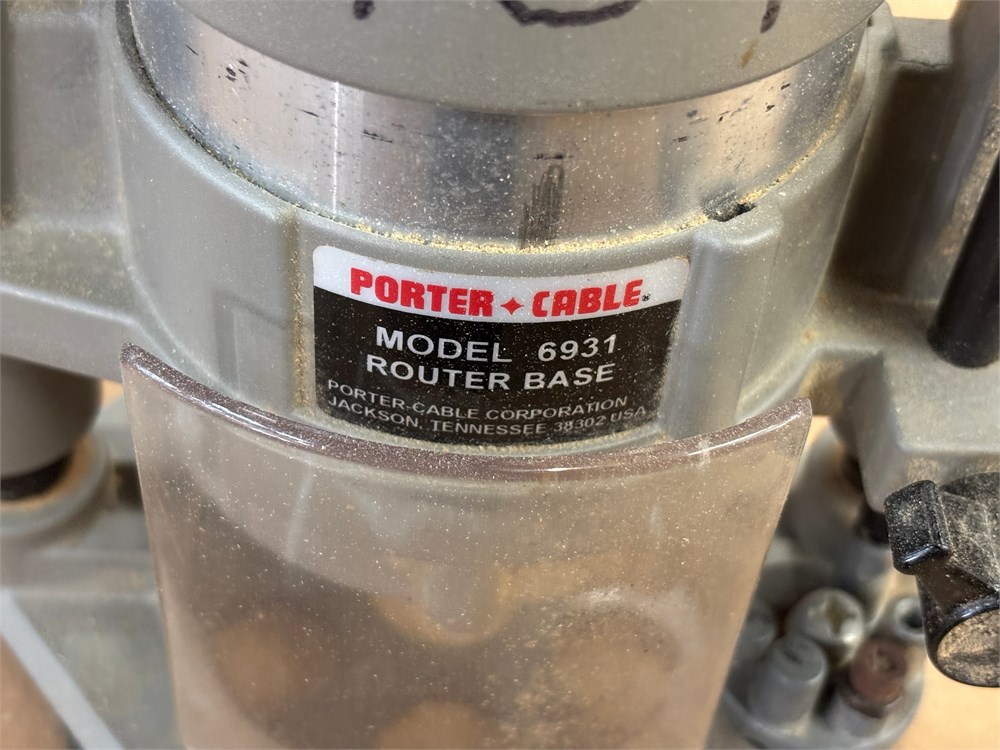 PORTER✦CABLE®
MODEL 6931
ROUTER BASE
PORTER-CABLE CORPORATION
JACKSON, TENNESSEE 38302 USA